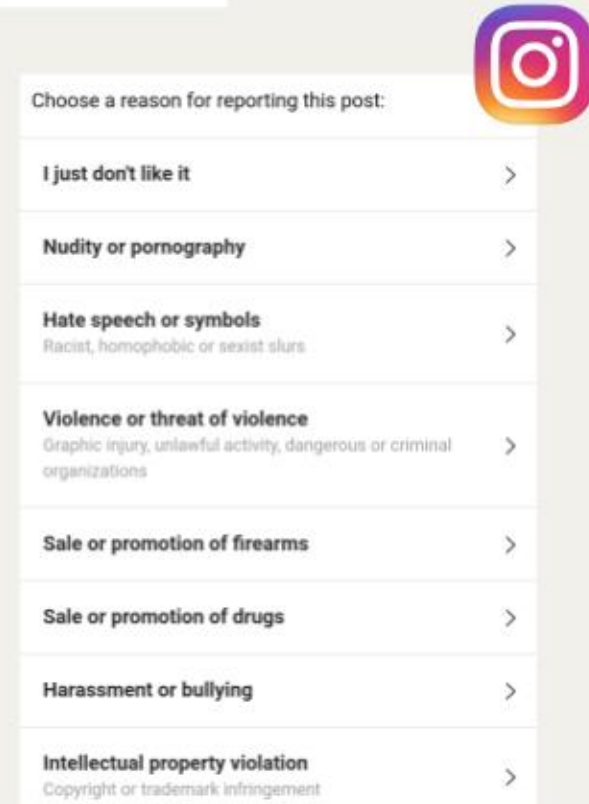 Choose a reason for reporting this post:
I just don't like it
Nudity or pornography
Hate speech or symbols
Racist, homophobic or sexist slurs
Violence or threat of violence
Graphic injury, unlawful activity, dangerous or criminal
organizations
Sale or promotion of firearms
Sale or promotion of drugs
Harassment or bullying
Intellectual property violation
Copyright or trademark infringement